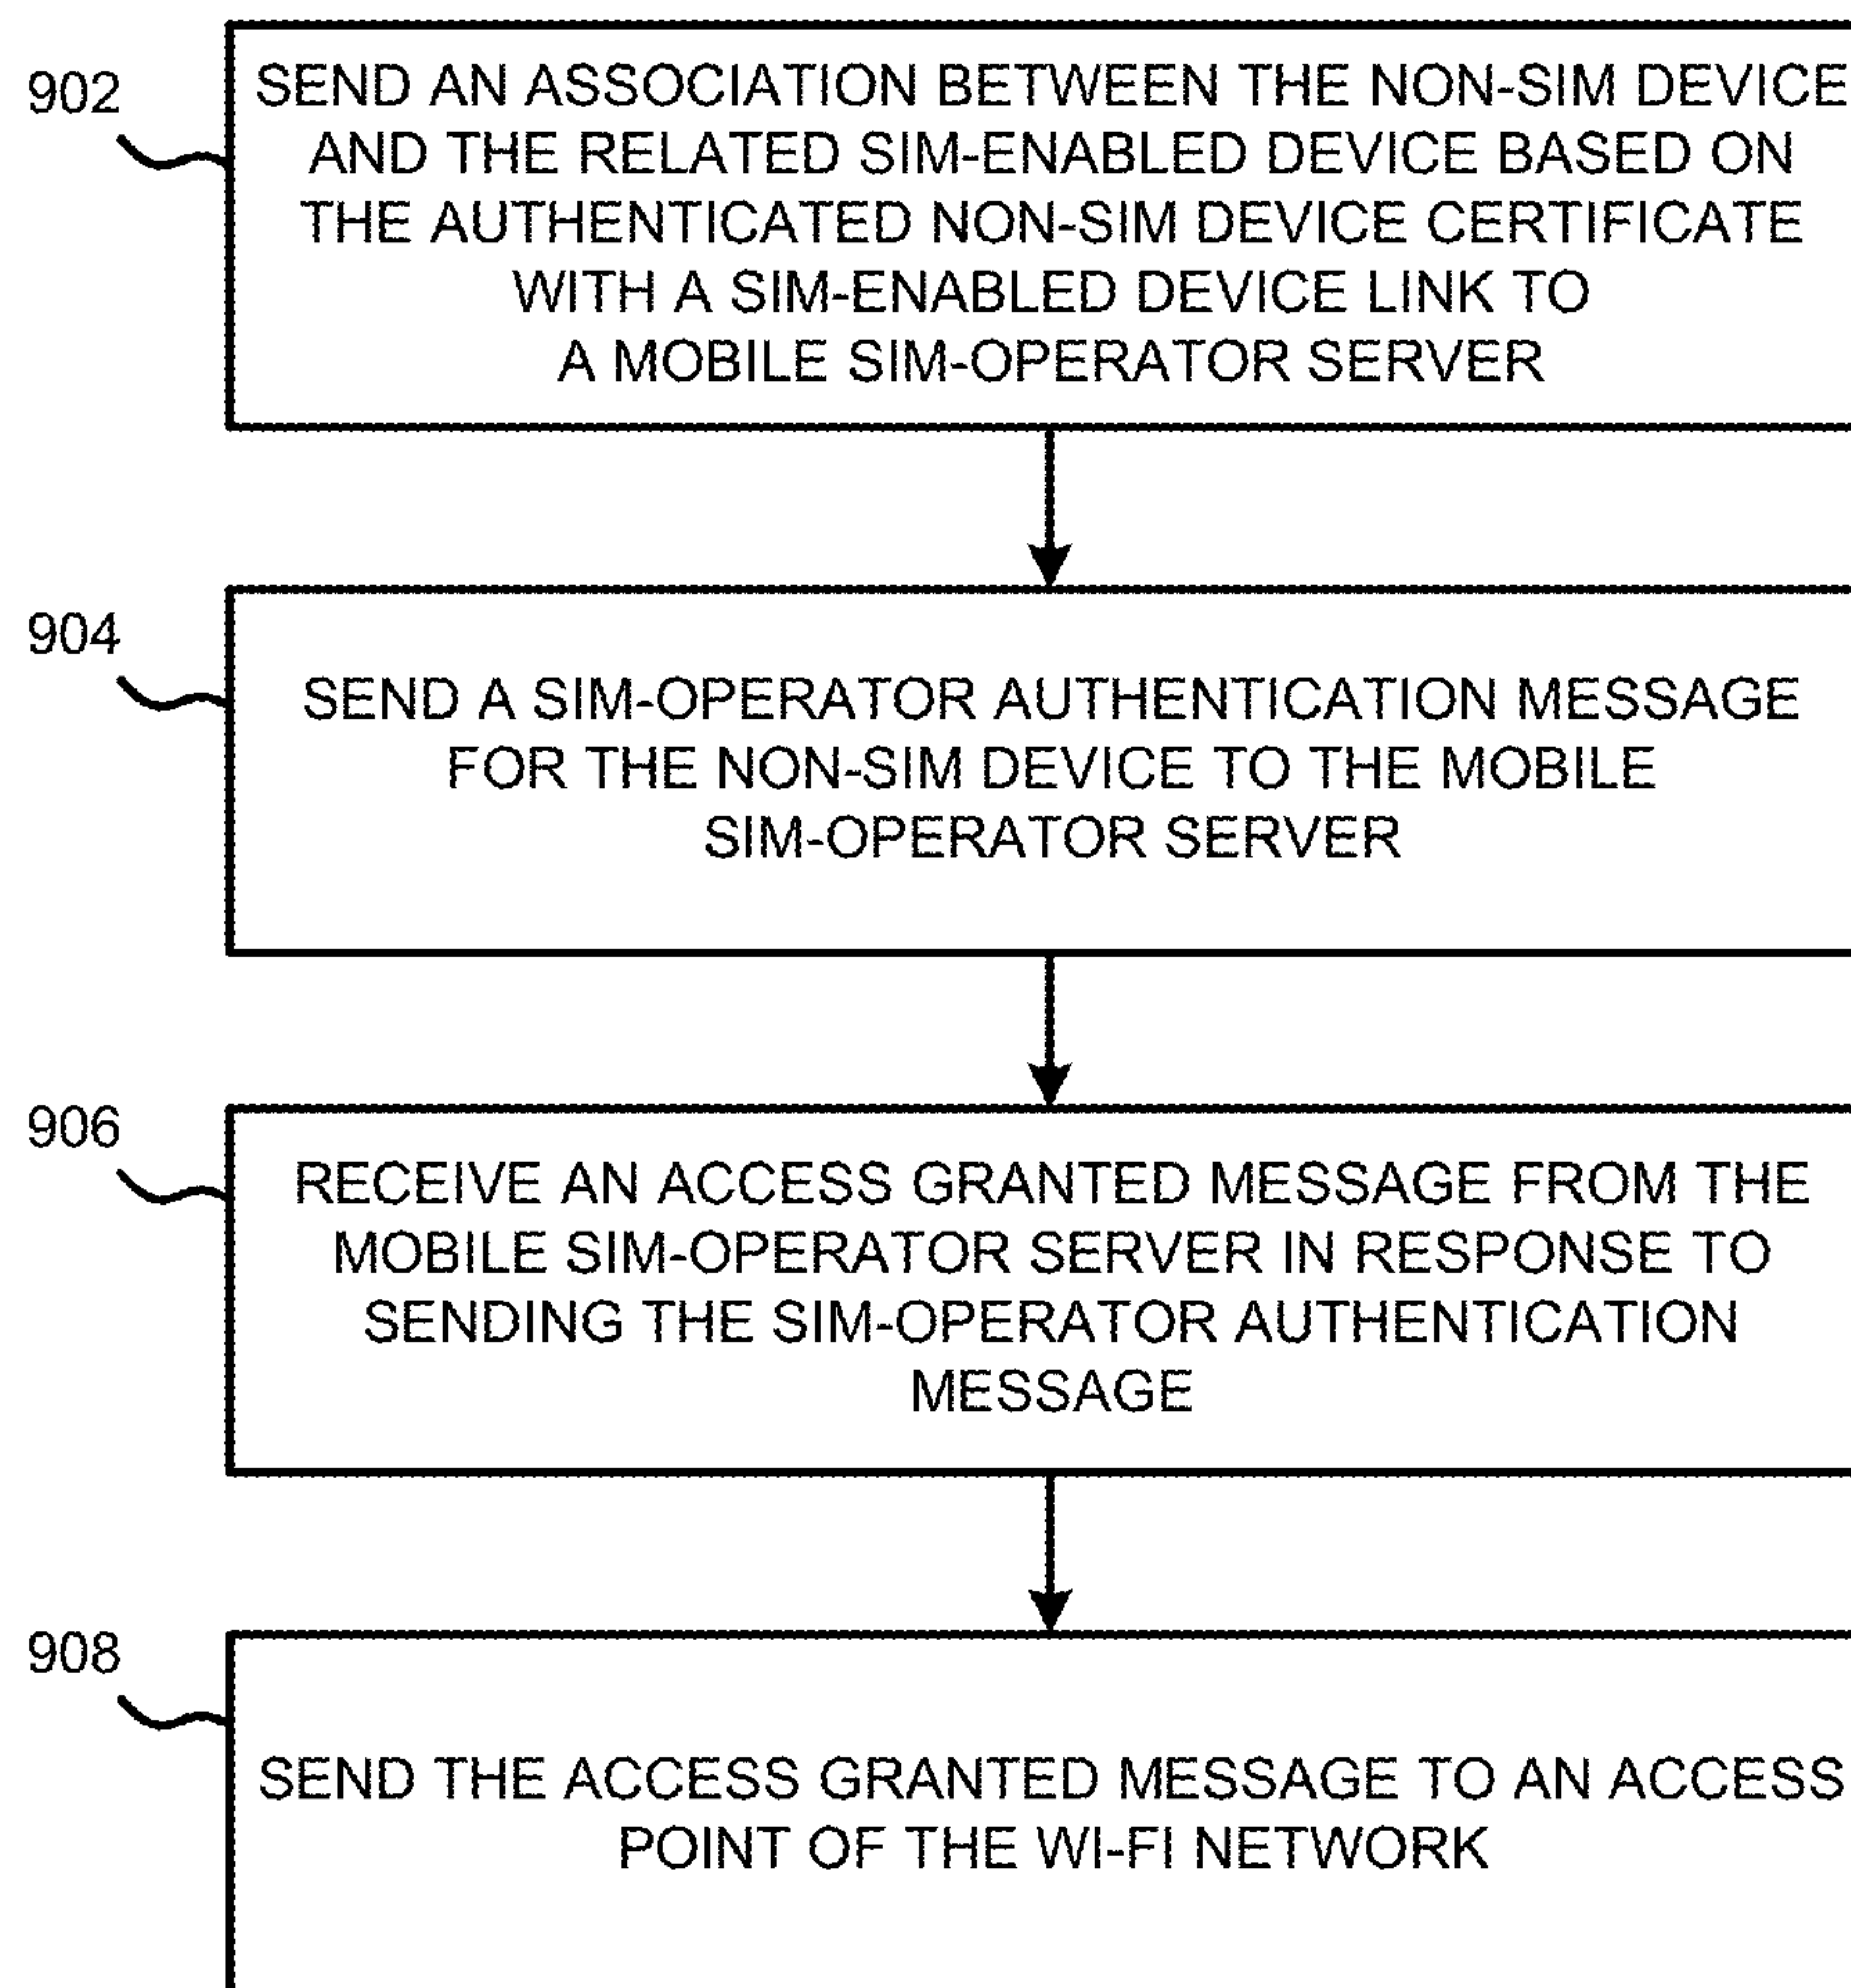 902
SEND AN ASSOCIATION BETWEEN THE NON-SIM DEVICE
AND THE RELATED SIM-ENABLED DEVICE BASED ON
THE AUTHENTICATED NON-SIM DEVICE CERTIFICATE
WITH A SIM-ENABLED DEVICE LINK TO
A MOBILE SIM-OPERATOR SERVER
904
SEND A SIM-OPERATOR AUTHENTICATION MESSAGE
FOR THE NON-SIM DEVICE TO THE MOBILE
SIM-OPERATOR SERVER
906
RECEIVE AN ACCESS GRANTED MESSAGE FROM THE
MOBILE SIM-OPERATOR SERVER IN RESPONSE TO
SENDING THE SIM-OPERATOR AUTHENTICATION
MESSAGE
908
SEND THE ACCESS GRANTED MESSAGE TO AN ACCESS
POINT OF THE WI-FI NETWORK